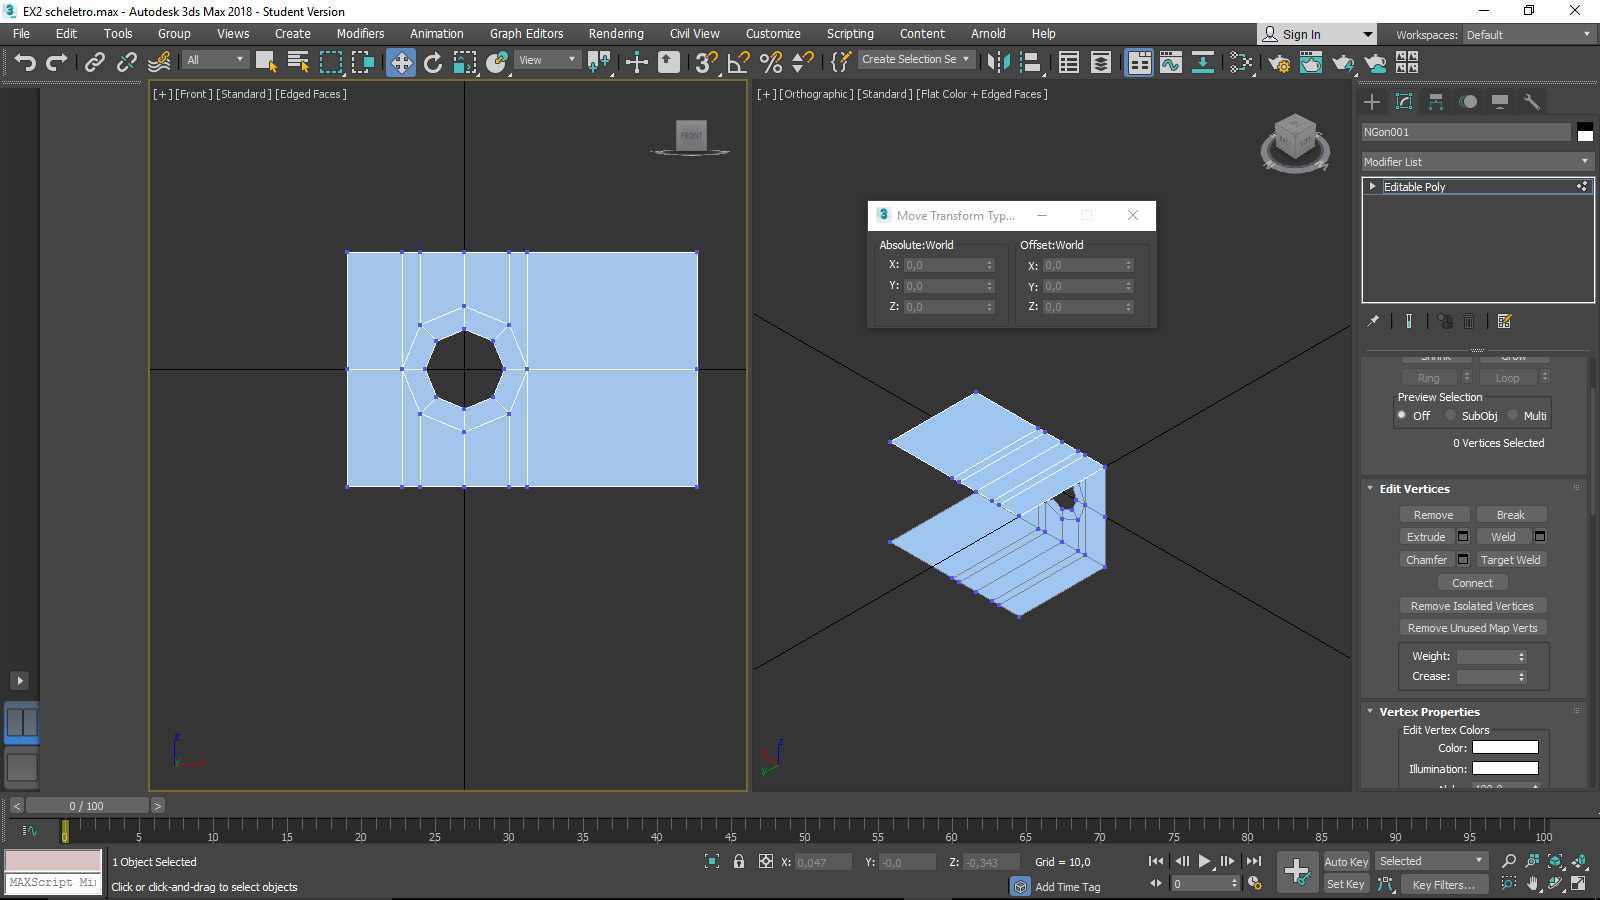 EX2 scheletro.max - Autodesk 3ds Max 2018 - Student Version
File Edit Tools Group Views Create Modifiers Animation Graph Editors Rendering Civil View Customize Scripting Content Arnold Help
Sign In Workspaces: Default
All View Create Selection Se
[+] [Front ] [Standard ] [Edged Faces ]
[+] [Orthographic ] [Standard ] [Flat Color + Edged Faces ]
FRONT
NGon001
Modifier List
Editable Poly
Move Transform Typ...
Absolute:World Offset:World
X: 0,0 X: 0,0
Y: 0,0 Y: 0,0
Z: 0,0 Z: 0,0
Shrink Grow
Ring Loop
Preview Selection
Off SubObj Multi
0 Vertices Selected
Edit Vertices
Remove Break
Extrude Weld
Chamfer Target Weld
Connect
Remove Isolated Vertices
Remove Unused Map Verts
Weight:
Crease:
Vertex Properties
Edit Vertex Colors
Color:
Illumination:
z
x
y
z
y
< 0 / 100 >
0 5 10 15 20 25 30 35 40 45 50 55 60 65 70 75 80 85 90 95 100
1 Object Selected X: 0,047 Y: -0,0 Z: -0,343 Grid = 10,0 Auto Key Selected
MAXScript Mi
Click or click-and-drag to select objects Add Time Tag 0 Set Key Key Filters...